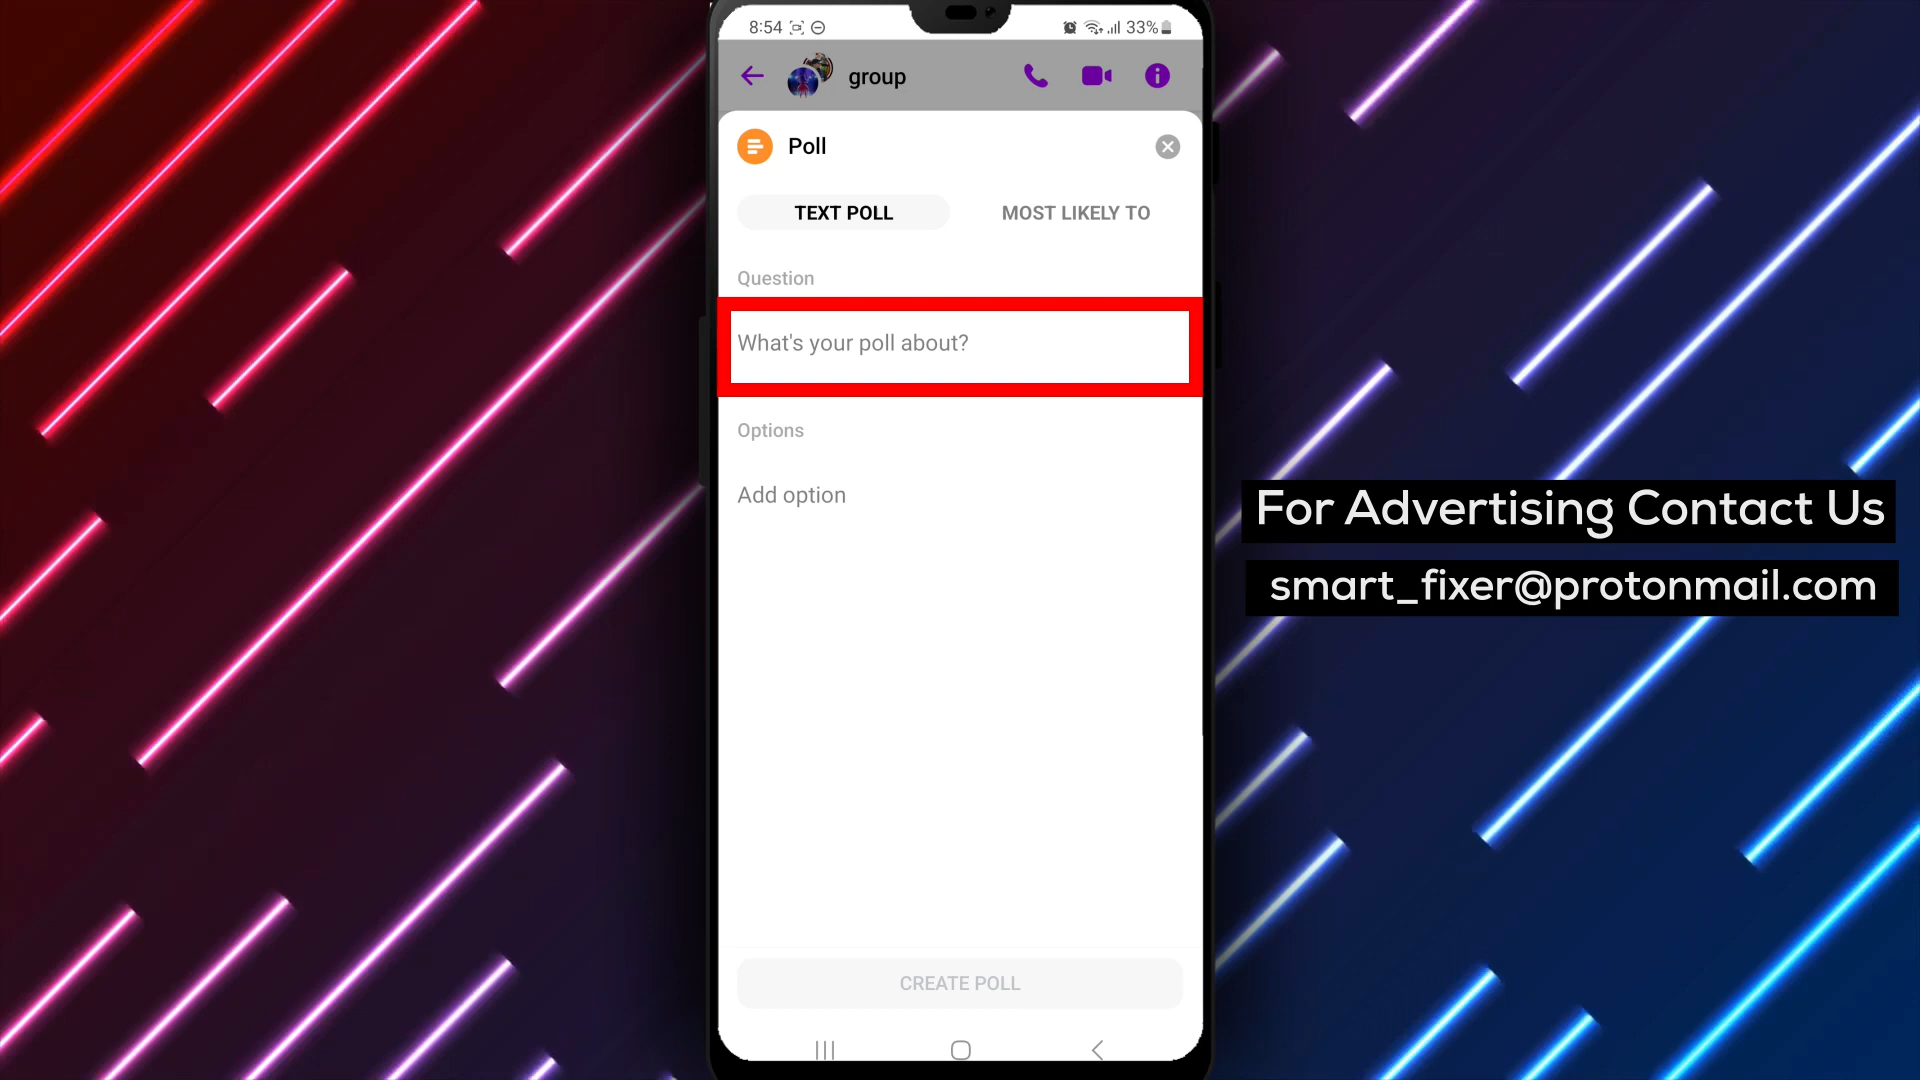 8:54 33%
group
Poll
TEXT POLL MOST LIKELY TO
Question
What's your poll about?
Options
Add option
CREATE POLL
For Advertising Contact Us
smart_fixer@protonmail.com